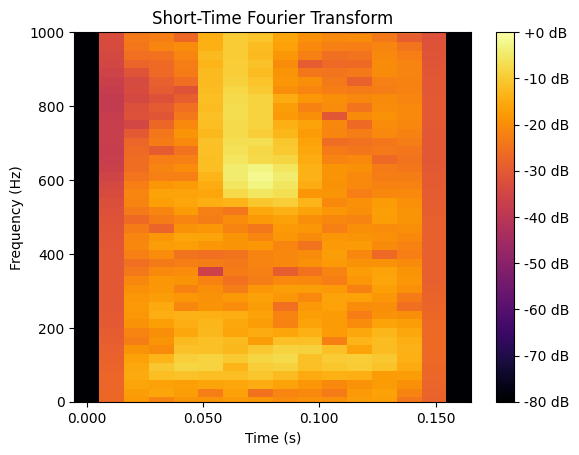 Short-Time Fourier Transform
1000
800
600
400
200
0
Frequency (Hz)
0.000
0.050
0.100
0.150
Time (s)
+0 dB
-10 dB
-20 dB
-30 dB
-40 dB
-50 dB
-60 dB
-70 dB
-80 dB